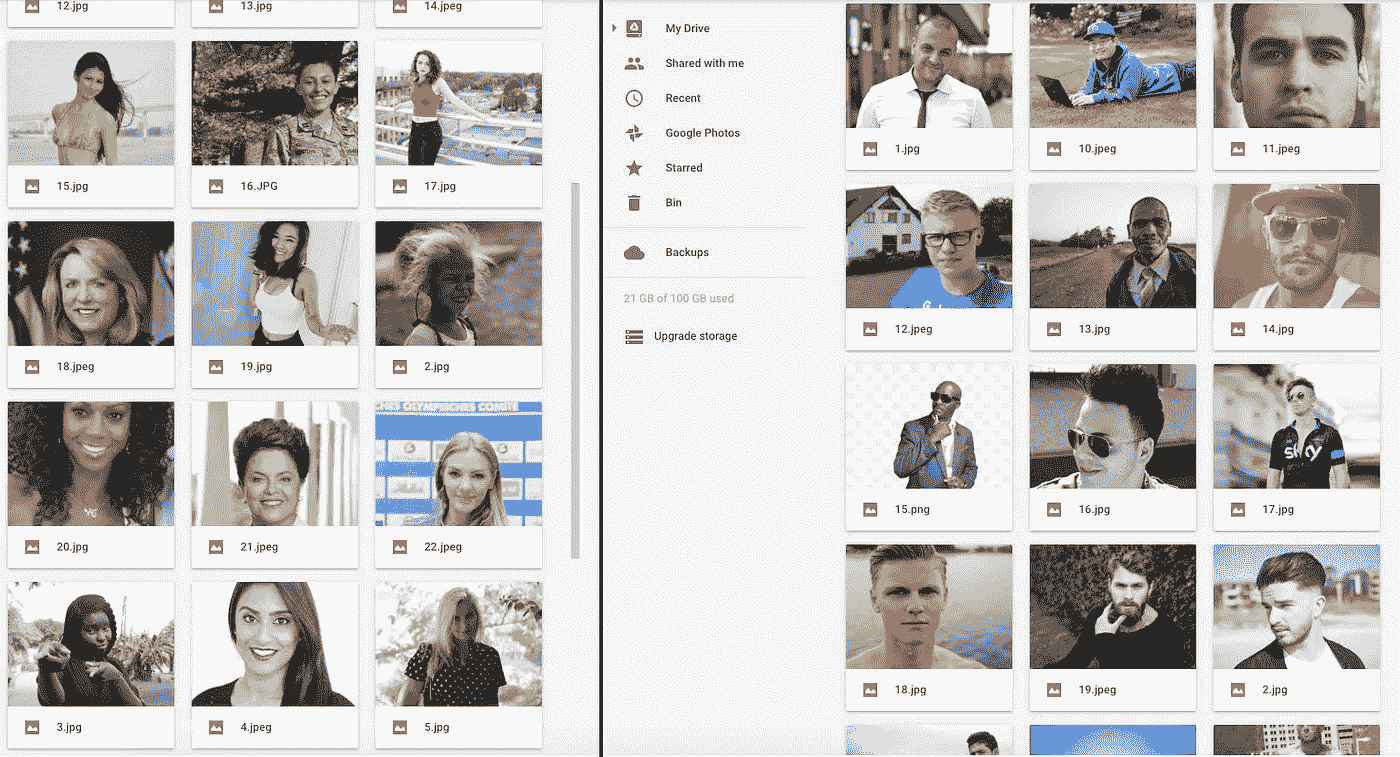 12.jpg
13.jpg
14.jpeg
15.jpg
16.JPG
17.jpg
18.jpeg
19.jpg
2.jpg
20.jpg
21.jpeg
22.jpeg
3.jpg
4.jpeg
5.jpg
My Drive
Shared with me
Recent
Google Photos
Starred
Bin
Backups
21 GB of 100 GB used
Upgrade storage
1.jpg
10.jpeg
11.jpeg
12.jpeg
13.jpg
14.jpg
sky
15.png
16.jpg
17.jpg
18.jpg
19.jpeg
2.jpg